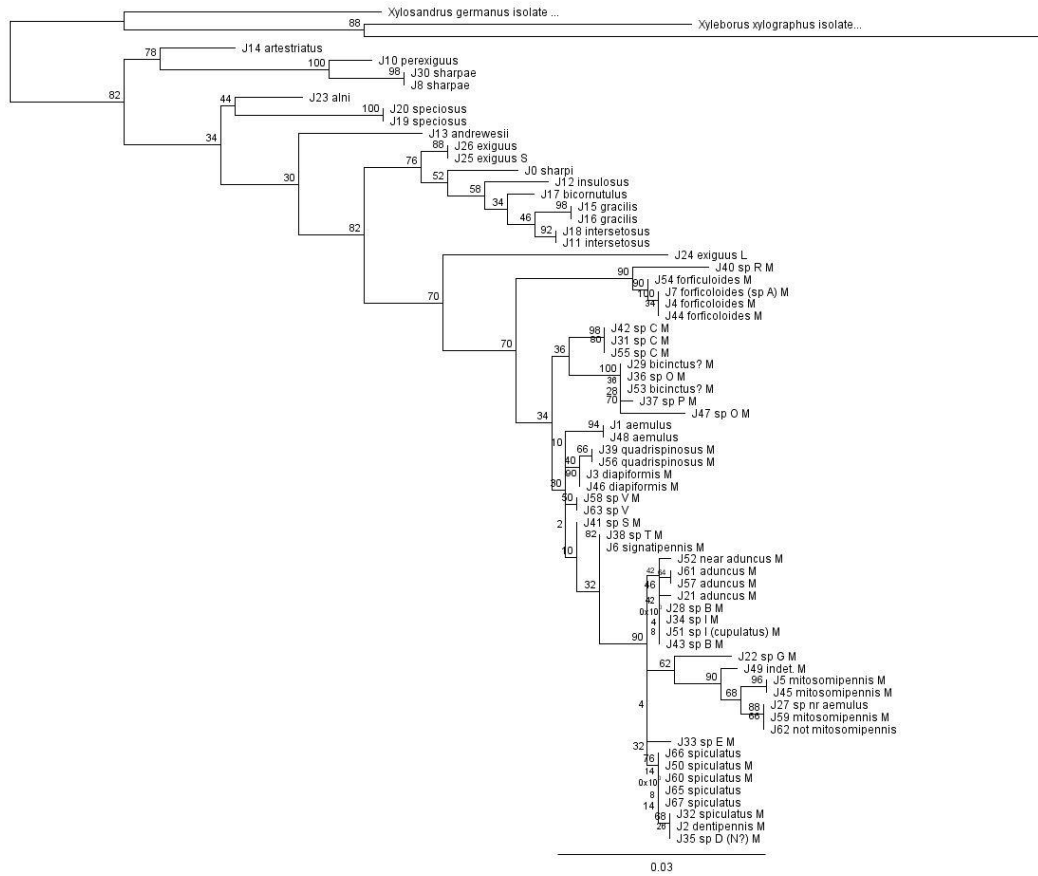 Xylosandrus germanus isolate ...
88
Xyleborus xylographus isolate...
J14 artestriatus
78
J10 perexiguus
100
98
J30 sharpae
J8 sharpae
82
J23 alni
44
100
J20 speciosus
J19 speciosus
34
J13 andrewesii
88
J26 exiguus
J25 exiguus S
76
J0 sharpi
52
J12 insulosus
30
58
J17 bicornutulus
34
98
J15 gracilis
J16 gracilis
46
92
J18 intersetosus
J11 intersetosus
82
J24 exiguus L
J40 sp R M
90
J54 forficuloides M
90
J7 forficoloides (sp A) M
100
J4 forficoloides M
34
J44 forficoloides M
70
J42 sp C M
98
J31 sp C M
80
J55 sp C M
70
36
J29 bicinctus? M
100
J36 sp O M
36
J53 bicinctus? M
28
J37 sp P M
70
J47 sp O M
34
94
J1 aemulus
J48 aemulus
10
66
J39 quadrispinosus M
J56 quadrispinosus M
40
J3 diapiformis M
90
J46 diapiformis M
30
50
J58 sp V M
J63 sp V
J41 sp S M
2
82
J38 sp T M
J6 signatipennis M
10
J52 near aduncus M
42
64
J61 aduncus M
46
J57 aduncus M
32
J21 aduncus M
42
J28 sp B M
0x10
J34 sp I M
4
J51 sp I (cupulatus) M
8
J43 sp B M
90
J22 sp G M
62
J49 indet. M
90
96
J5 mitosomipennis M
J45 mitosomipennis M
68
88
J27 sp nr aemulus
66
J59 mitosomipennis M
J62 not mitosomipennis
4
J33 sp E M
32
J66 spiculatus
76
J50 spiculatus M
14
J60 spiculatus M
0x10
J65 spiculatus
8
J67 spiculatus
14
J32 spiculatus M
68
J2 dentipennis M
26
J35 sp D (N?) M
0.03